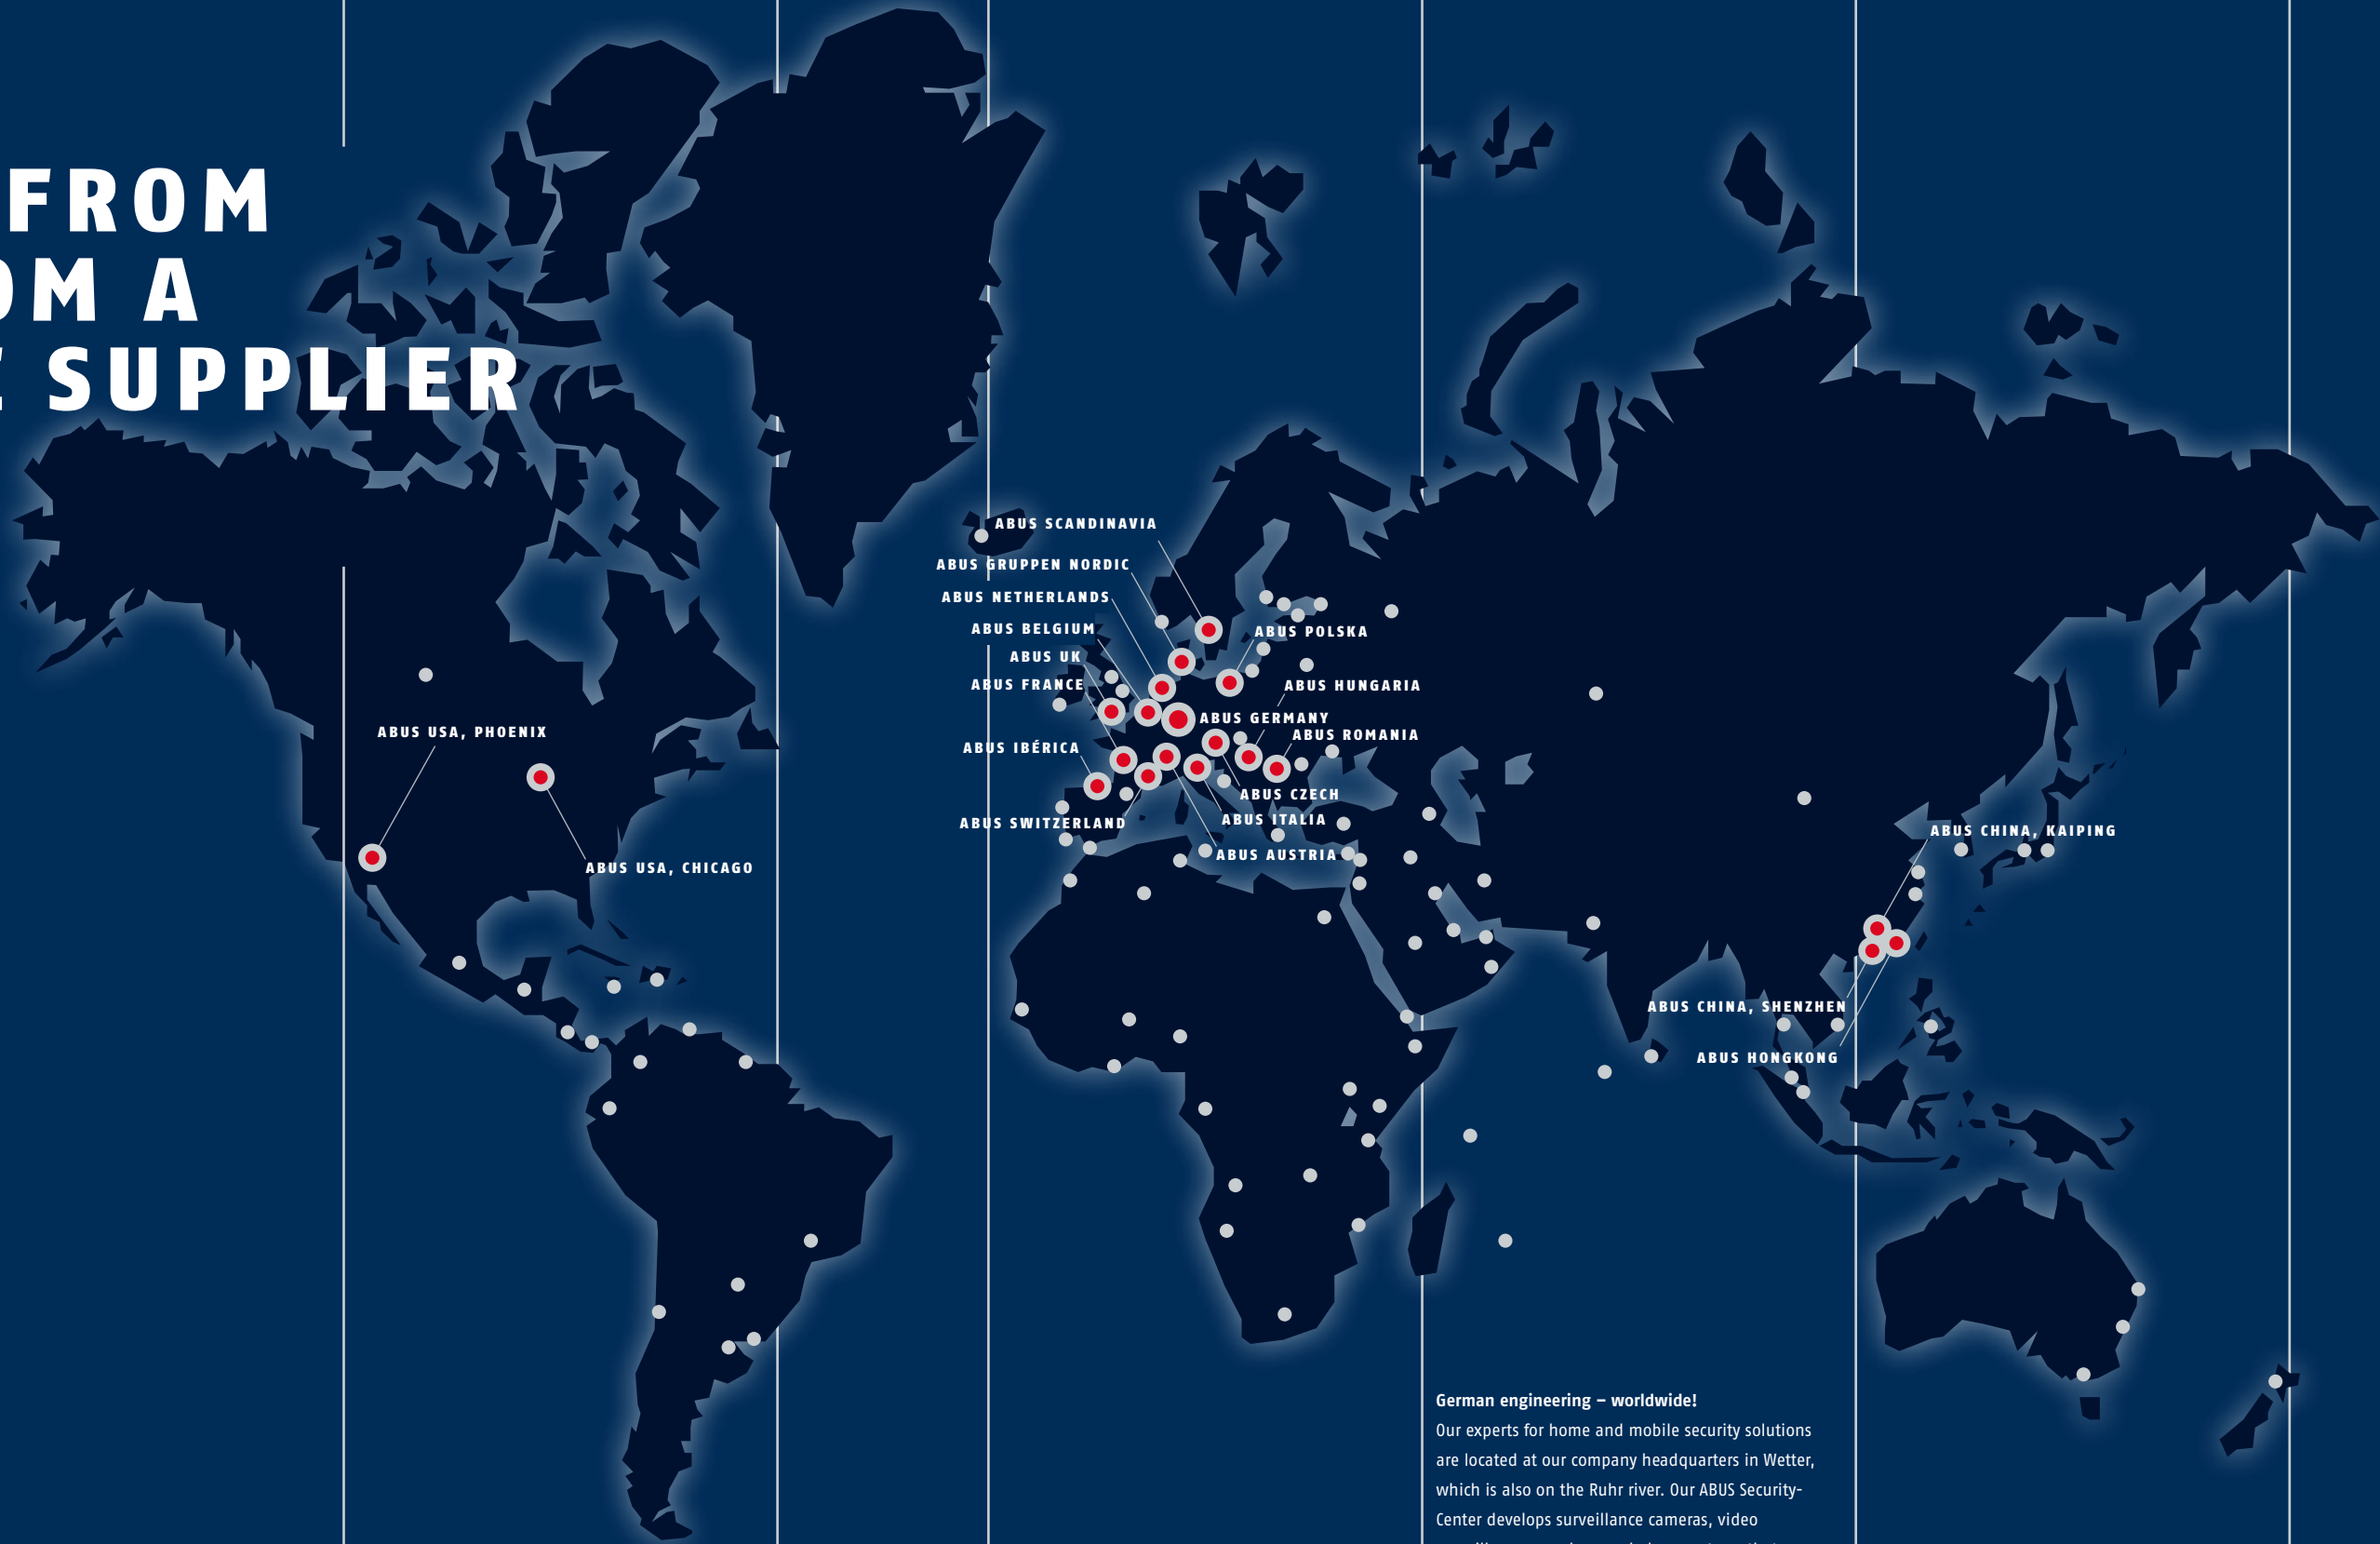 FROM
OM A
SUPPLIER
ABUS SCANDINAVIA
ABUS GRUPPEN NORDIC
ABUS NETHERLANDS
ABUS BELGIUM
ABUS POLSKA
ABUS UK
ABUS FRANCE
ABUS HUNGARIA
ABUS GERMANY
ABUS USA, PHOENIX
ABUS ROMANIA
ABUS IBÉRICA
ABUS CZECH
ABUS ITALIA
ABUS SWITZERLAND
ABUS CHINA, KAIPING
ABUS AUSTRIA
ABUS USA, CHICAGO
ABUS CHINA, SHENZHEN
ABUS HONGKONG
German engineering – worldwide!
Our experts for home and mobile security solutions
are located at our company headquarters in Wetter,
which is also on the Ruhr river. Our ABUS Security-
Center develops surveillance cameras, video